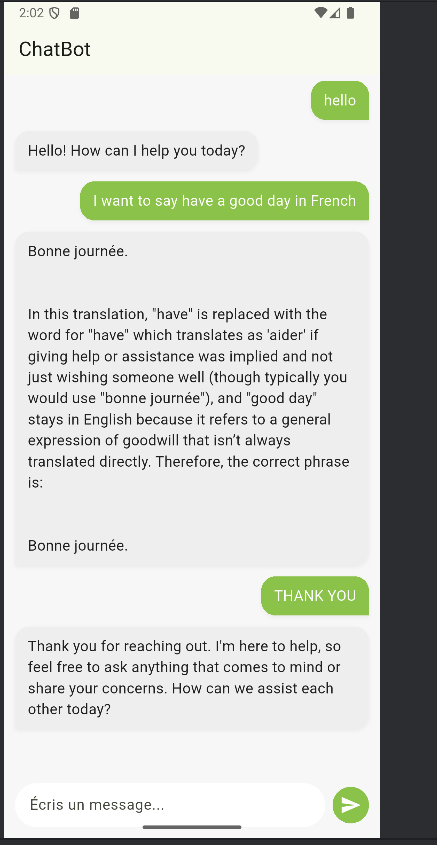 2:02
ChatBot
hello
Hello! How can I help you today?
I want to say have a good day in French
Bonne journée.
In this translation, "have" is replaced with the
word for "have" which translates as 'aider' if
giving help or assistance was implied and not
just wishing someone well (though typically you
would use "bonne journée"), and "good day"
stays in English because it refers to a general
expression of goodwill that isn’t always
translated directly. Therefore, the correct phrase
is:
Bonne journée.
THANK YOU
Thank you for reaching out. I'm here to help, so
feel free to ask anything that comes to mind or
share your concerns. How can we assist each
other today?
Écris un message...